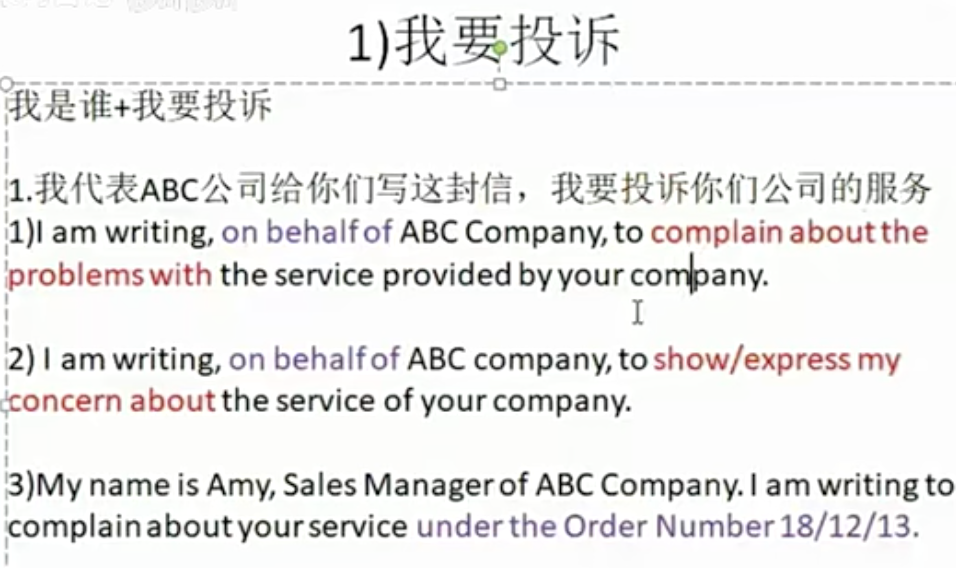 1)我要投诉
我是谁+我要投诉
1.我代表ABC公司给你们写这封信，我要投诉你们公司的服务
1)I am writing, on behalf of ABC Company, to complain about the
problems with the service provided by your company.
2) I am writing, on behalf of ABC company, to show/express my
concern about the service of your company.
3)My name is Amy, Sales Manager of ABC Company. I am writing to
complain about your service under the Order Number 18/12/13.